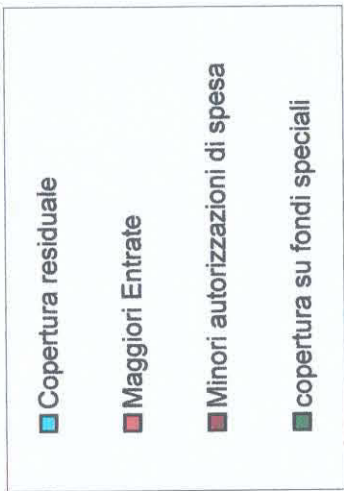 Copertura residuale
Maggiori Entrate
Minori autorizzazioni di spesa
copertura su fondi speciali